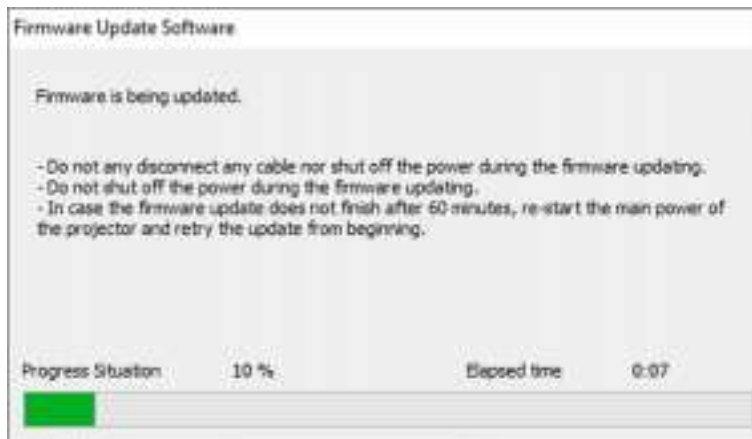 Firmware Update Software
Firmware is being updated.
- Do not any disconnect any cable nor shut off the power during the firmware updating.
- Do not shut off the power during the firmware updating.
- In case the firmware update does not finish after 60 minutes, re-start the main power of
the projector and retry the update from beginning.
Progress Situation 10 % Elapsed time 0:07